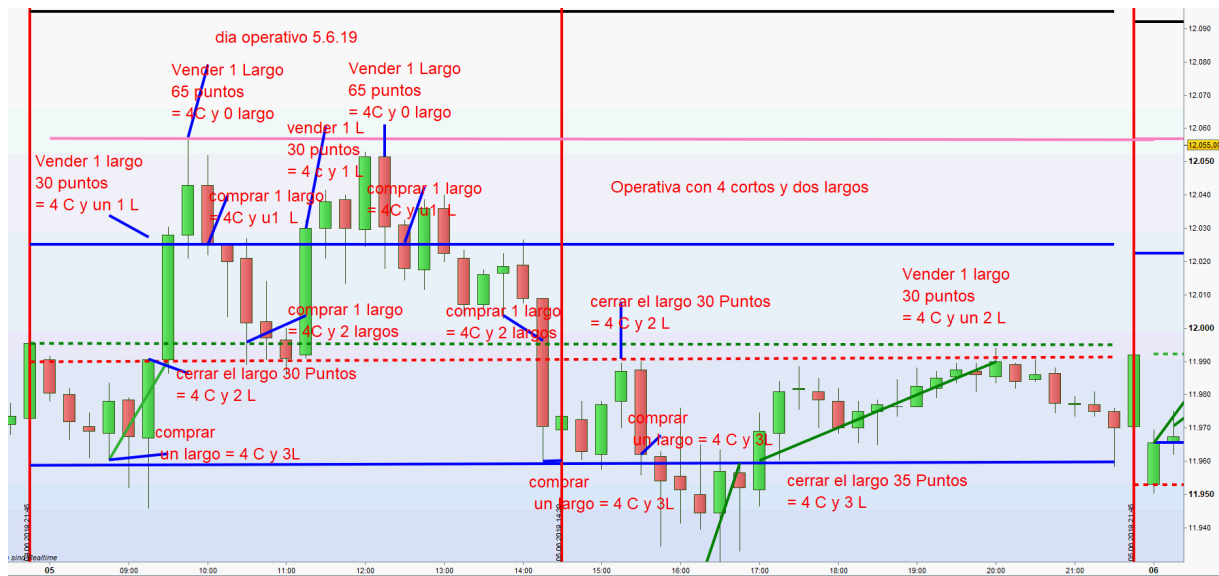 dia operativo 5.6.19
Vender 1 Largo
65 puntos
= 4C y 0 largo
Vender 1 Largo
65 puntos
= 4C y 0 largo
vender 1 L
30 puntos
= 4 c y 1 L
Vender 1 largo
30 puntos
= 4 C y un 1 L
comprar 1 largo
= 4C y u1 L
comprar 1 largo
= 4C y u1 L
Operativa con 4 cortos y dos largos
comprar 1 largo
= 4C y 2 largos
comprar 1 largo
= 4C y 2 largos
cerrar el largo 30 Puntos
= 4 C y 2 L
Vender 1 largo
30 puntos
= 4 C y un 2 L
cerrar el largo 30 Puntos
= 4 C y 2 L
comprar
un largo = 4 C y 3L
comprar
un largo = 4 C y 3L
comprar
un largo = 4 C y 3L
cerrar el largo 35 Puntos
= 4 C y 3 L
12.090
12.080
12.070
12.060
12.055,00
12.050
12.040
12.030
12.020
12.010
12.000
11.990
11.980
11.970
11.960
11.950
11.940
05
09:00
10:00
11:00
12:00
13:00
14:00
15:00
16:00
17:00
18:00
19:00
20:00
21:00
06